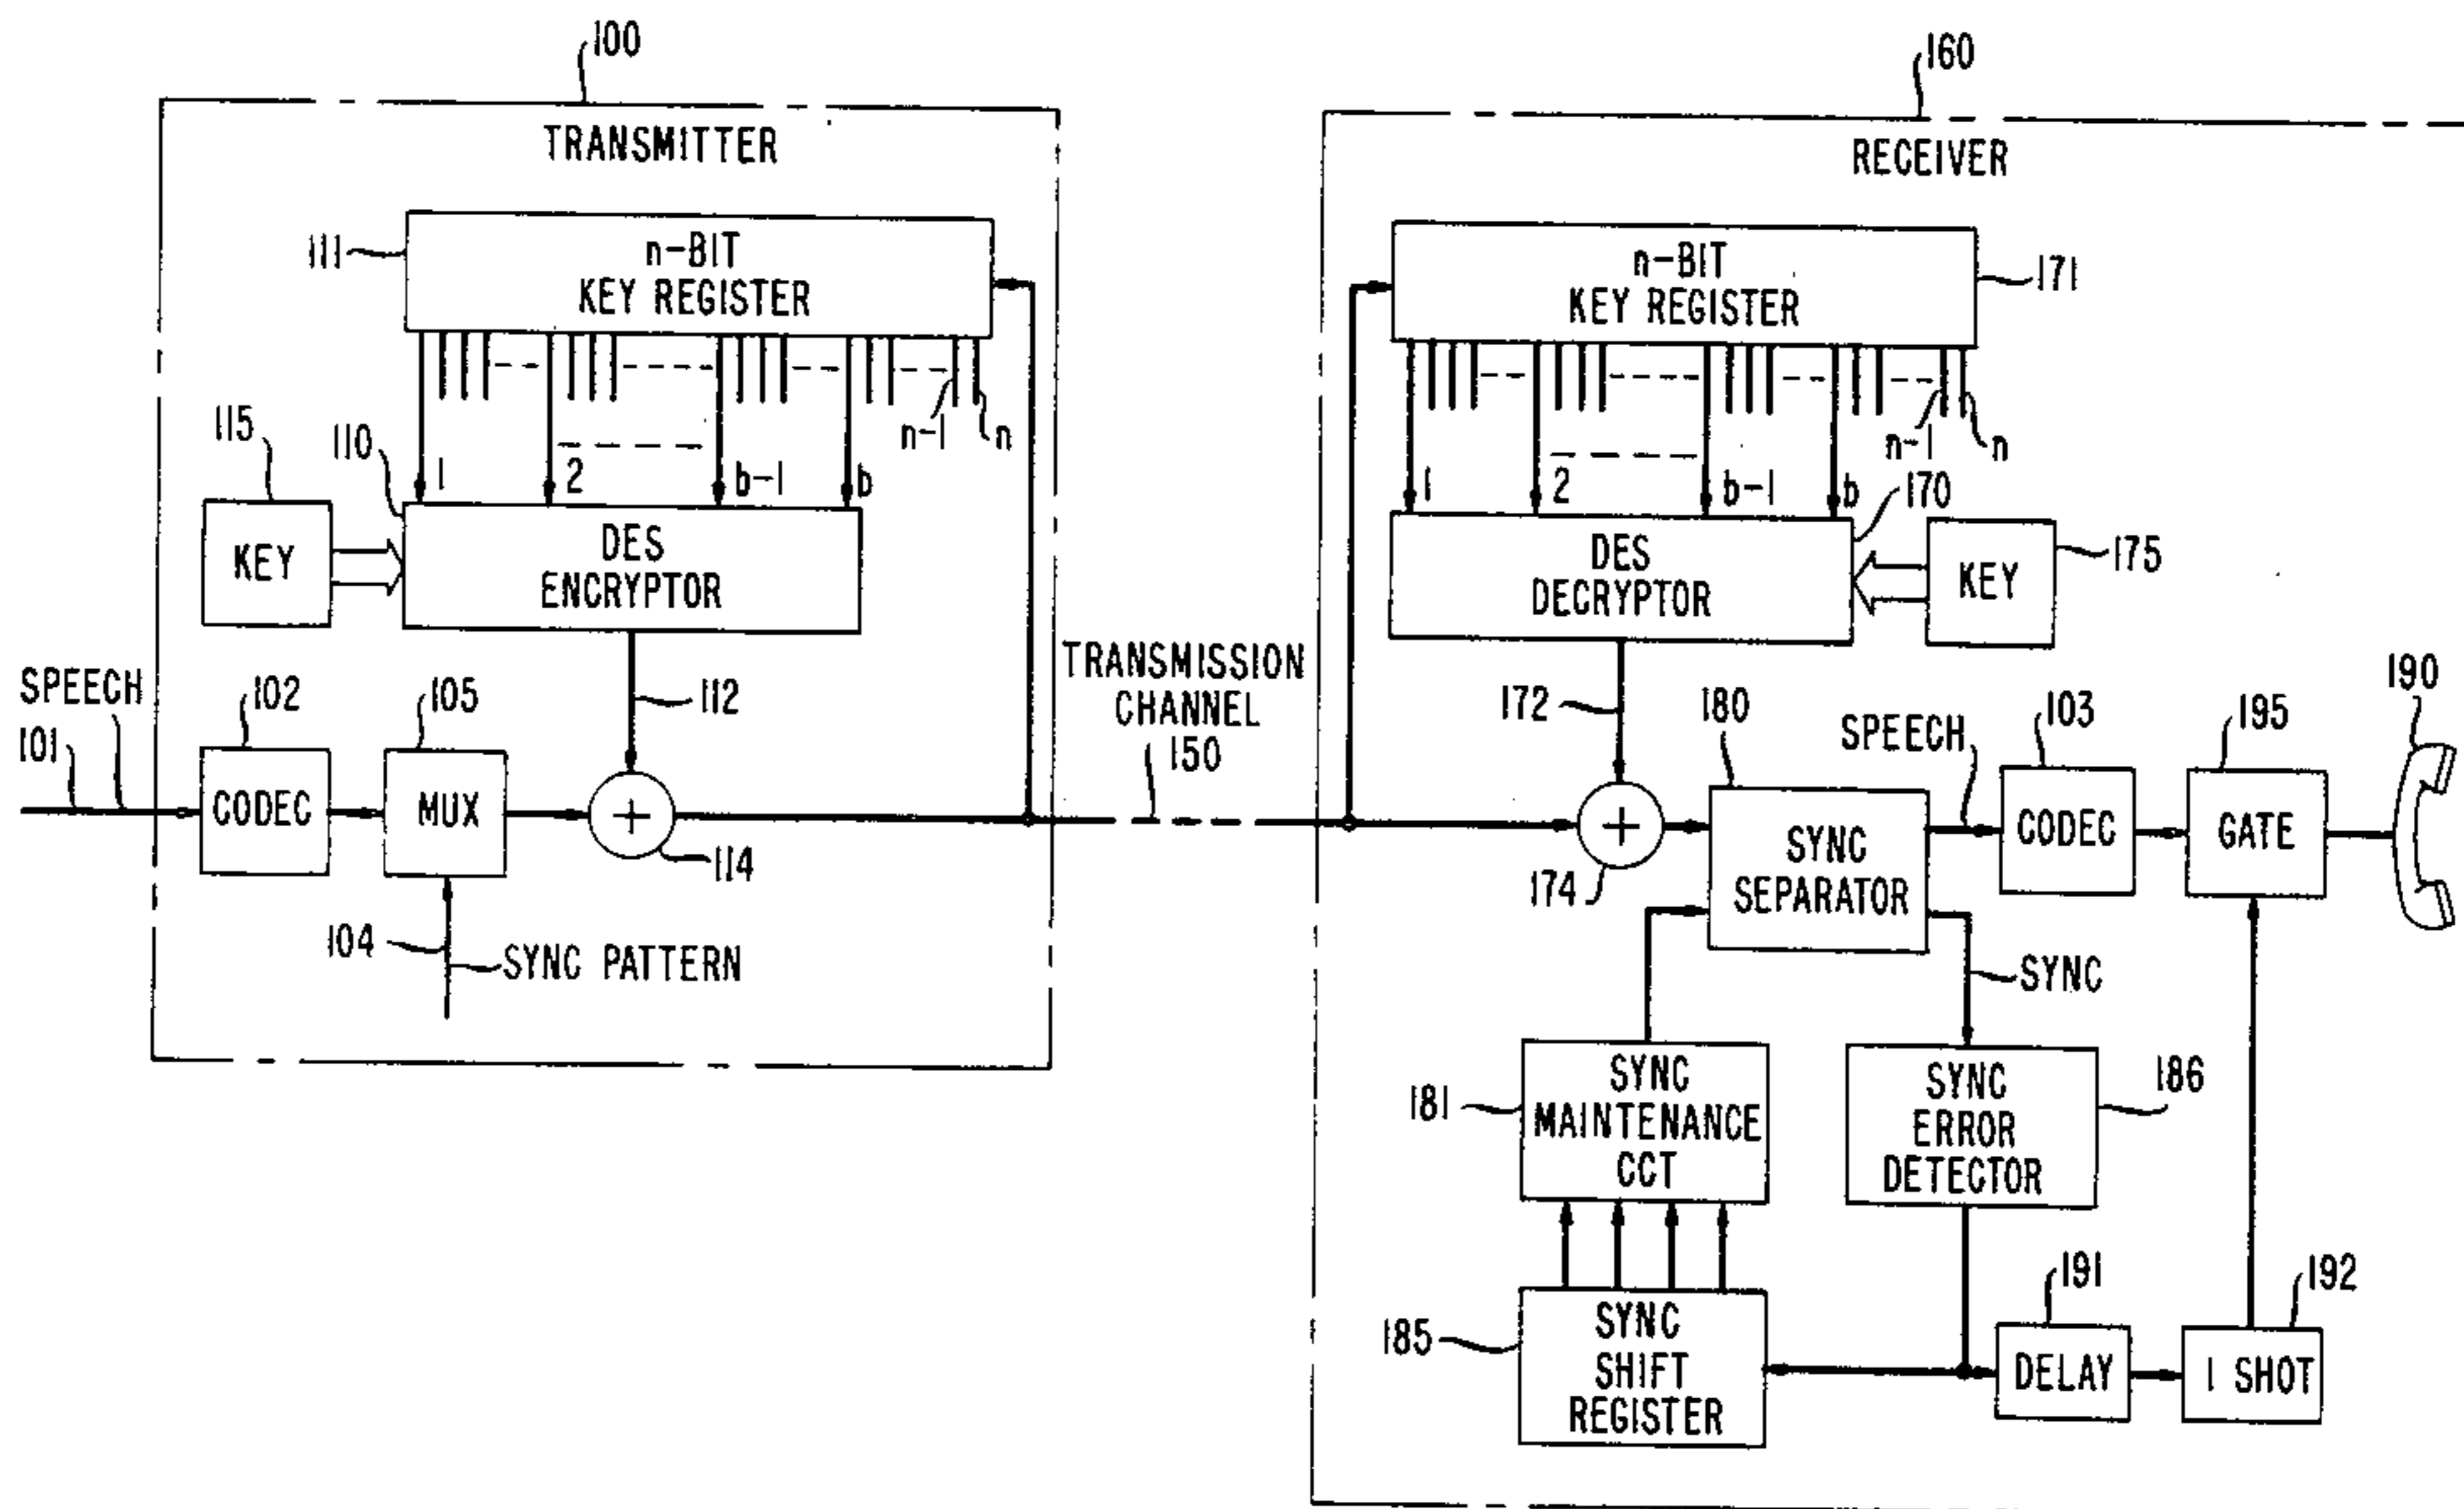 100
TRANSMITTER
n-BIT
KEY REGISTER
111
n-1
n
115
110
1
2
b-1
b
KEY
DES
ENCRYPTOR
SPEECH
101
102
105
112
CODEC
MUX
+
114
104
SYNC PATTERN
TRANSMISSION
CHANNEL
150
160
RECEIVER
n-BIT
KEY REGISTER
171
n-1
n
1
2
b-1
b
170
DES
DECRYPTOR
KEY
175
172
180
SPEECH
103
195
190
+
174
SYNC
SEPARATOR
CODEC
GATE
SYNC
181
SYNC
MAINTENANCE
CCT
SYNC
ERROR
DETECTOR
186
185
SYNC
SHIFT
REGISTER
191
DELAY
192
1 SHOT